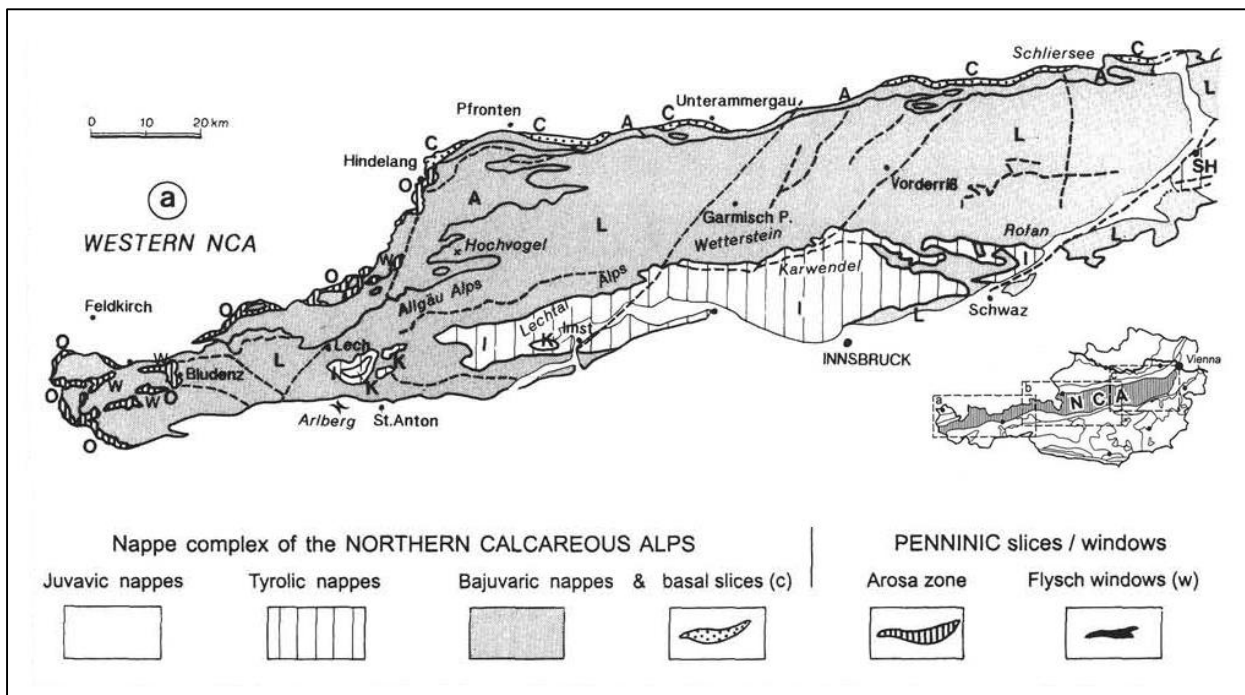 Schliersee C
C
A
L
Unterammergau
A
Pfronten
C
A
C
0 10 20 km
C
Hindelang
O
A
L
L
SH
Vorderriß
a
WESTERN NCA
Garmisch P.
Wetterstein
Rofan
Hochvogel
L
W
Karwendel
I
Allgäu Alps
Alps
O
Feldkirch
O
Lechtal
Imst
I
L
Schwaz
L
I
K
INNSBRUCK
Lech
K
K
W
Bludenz
L
O
W
W
O
O
Arlberg
St.Anton
Vienna
a
b
N C A
Nappe complex of the NORTHERN CALCAREOUS ALPS
PENNINIC slices / windows
Juvavic nappes
Tyrolic nappes
Bajuvaric nappes & basal slices (c)
Arosa zone
Flysch windows (w)